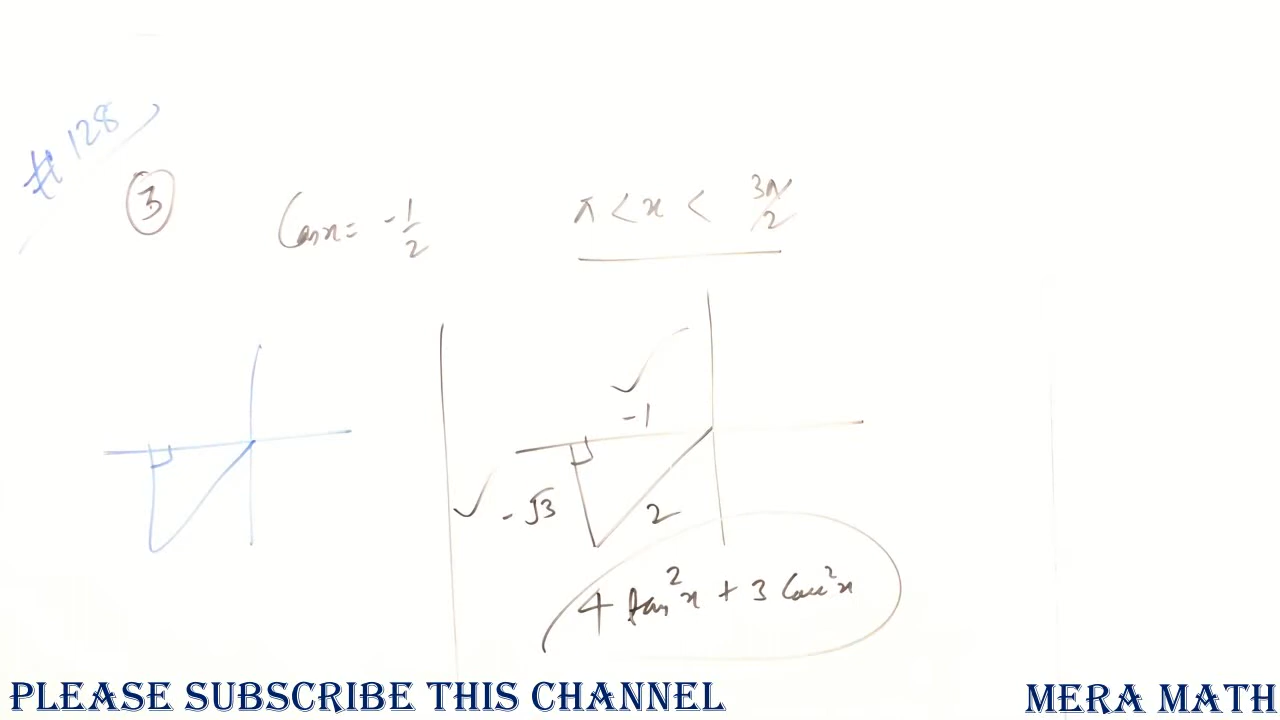 #128
3 Cos x = -1/2 π < x < 3π/2
-1
-√3 2
4 tan²x + 3 Cosec²x
PLEASE SUBSCRIBE THIS CHANNEL MERA MATH